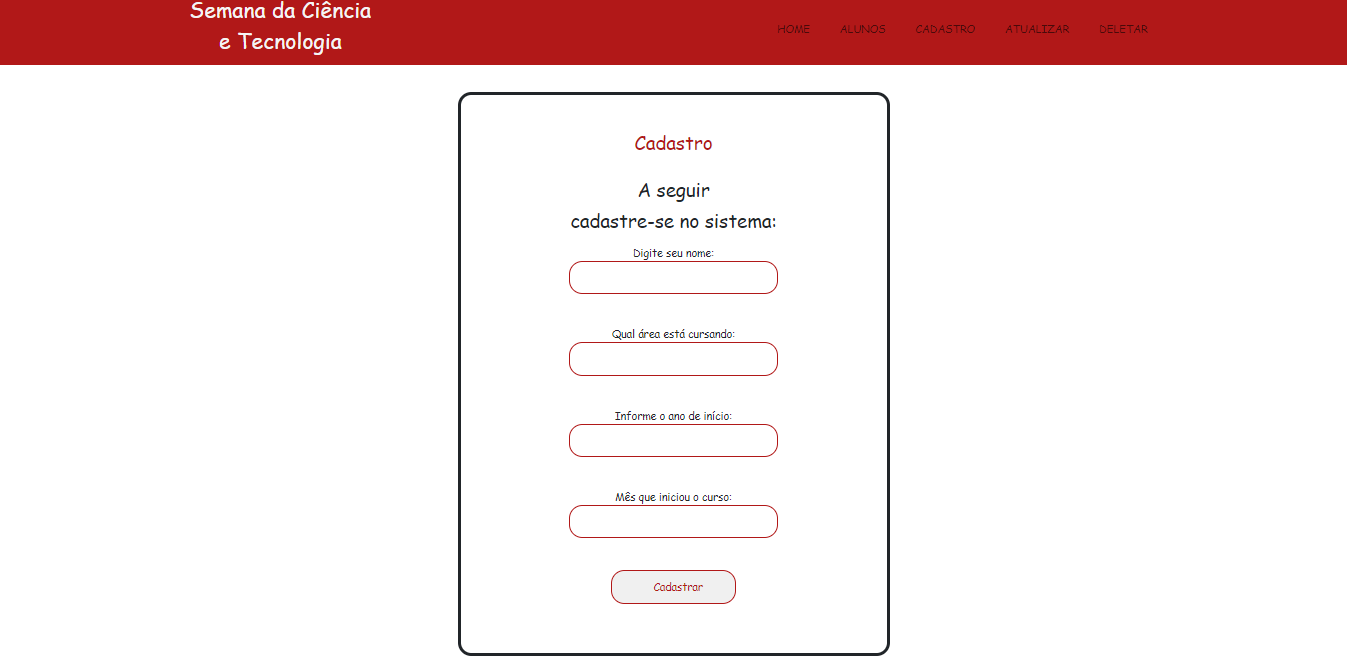 Semana da Ciência
e Tecnologia
HOME ALUNOS CADASTRO ATUALIZAR DELETAR
Cadastro
A seguir
cadastre-se no sistema:
Digite seu nome:
Qual área está cursando:
Informe o ano de início:
Mês que iniciou o curso:
Cadastrar